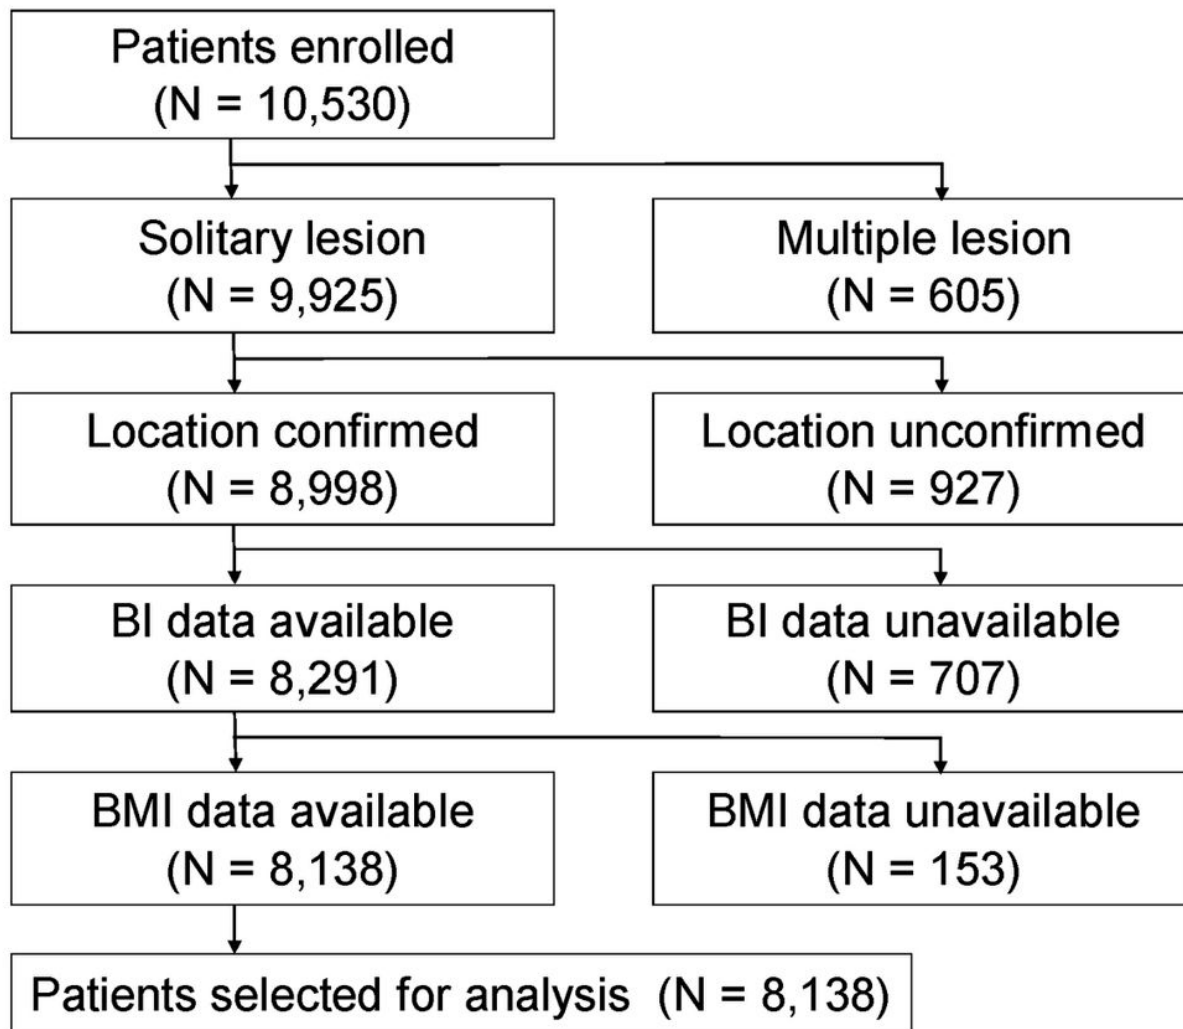 Patients enrolled
(N = 10,530)
Solitary lesion
(N = 9,925)
Multiple lesion
(N = 605)
Location confirmed
(N = 8,998)
Location unconfirmed
(N = 927)
BI data available
(N = 8,291)
BI data unavailable
(N = 707)
BMI data available
(N = 8,138)
BMI data unavailable
(N = 153)
Patients selected for analysis (N = 8,138)